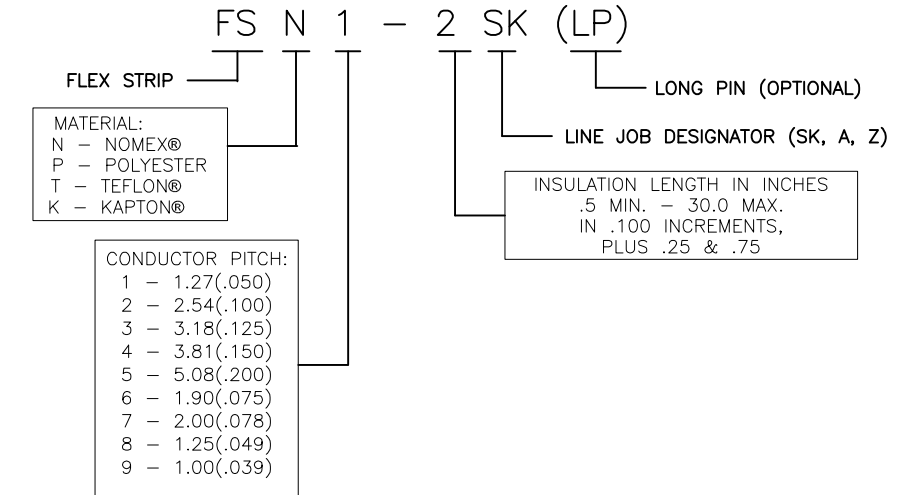 FS N 1 - 2 SK (LP)
FLEX STRIP
LONG PIN (OPTIONAL)
LINE JOB DESIGNATOR (SK, A, Z)
MATERIAL:
N - NOMEX®
P - POLYESTER
T - TEFLON®
K - KAPTON®
INSULATION LENGTH IN INCHES
.5 MIN. - 30.0 MAX.
IN .100 INCREMENTS,
PLUS .25 & .75
CONDUCTOR PITCH:
1 - 1.27(.050)
2 - 2.54(.100)
3 - 3.18(.125)
4 - 3.81(.150)
5 - 5.08(.200)
6 - 1.90(.075)
7 - 2.00(.078)
8 - 1.25(.049)
9 - 1.00(.039)